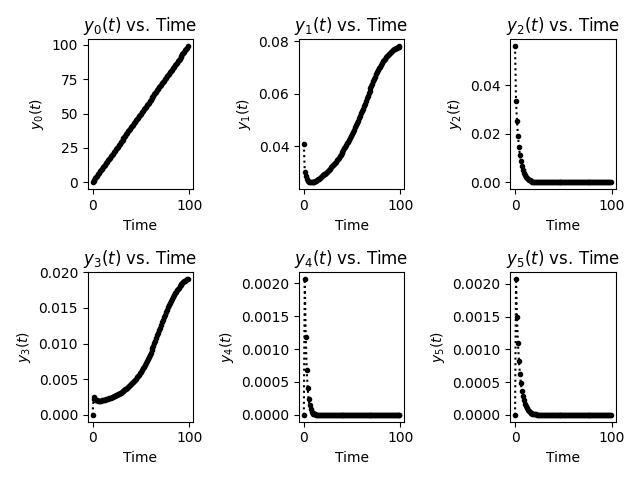 y₀(t) vs. Time
y₁(t) vs. Time
y₂(t) vs. Time
100
75
50
25
0
y₀(t)
0
100
Time
0.08
0.06
0.04
y₁(t)
0
100
Time
0.04
0.02
0.00
y₂(t)
0
100
Time
y₃(t) vs. Time
y₄(t) vs. Time
y₅(t) vs. Time
0.020
0.015
0.010
0.005
0.000
y₃(t)
0
100
Time
0.0020
0.0015
0.0010
0.0005
0.0000
y₄(t)
0
100
Time
0.0020
0.0015
0.0010
0.0005
0.0000
y₅(t)
0
100
Time